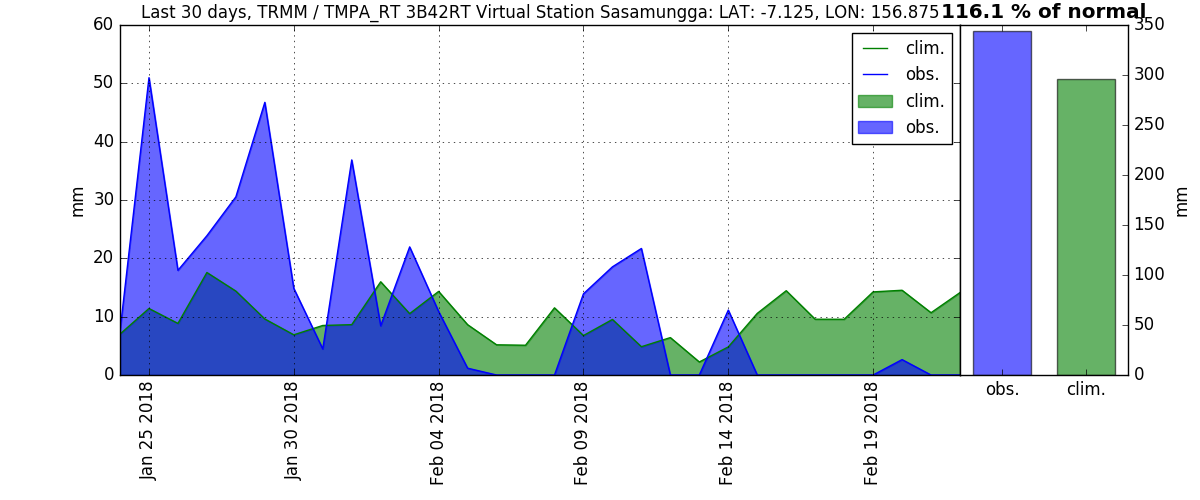 Last 30 days, TRMM / TMPA_RT 3B42RT Virtual Station Sasamungga: LAT: -7.125, LON: 156.875
116.1 % of normal
60
50
40
30
20
10
0
mm
clim.
obs.
clim.
obs.
Jan 25 2018
Jan 30 2018
Feb 04 2018
Feb 09 2018
Feb 14 2018
Feb 19 2018
350
300
250
200
150
100
50
0
mm
obs.
clim.